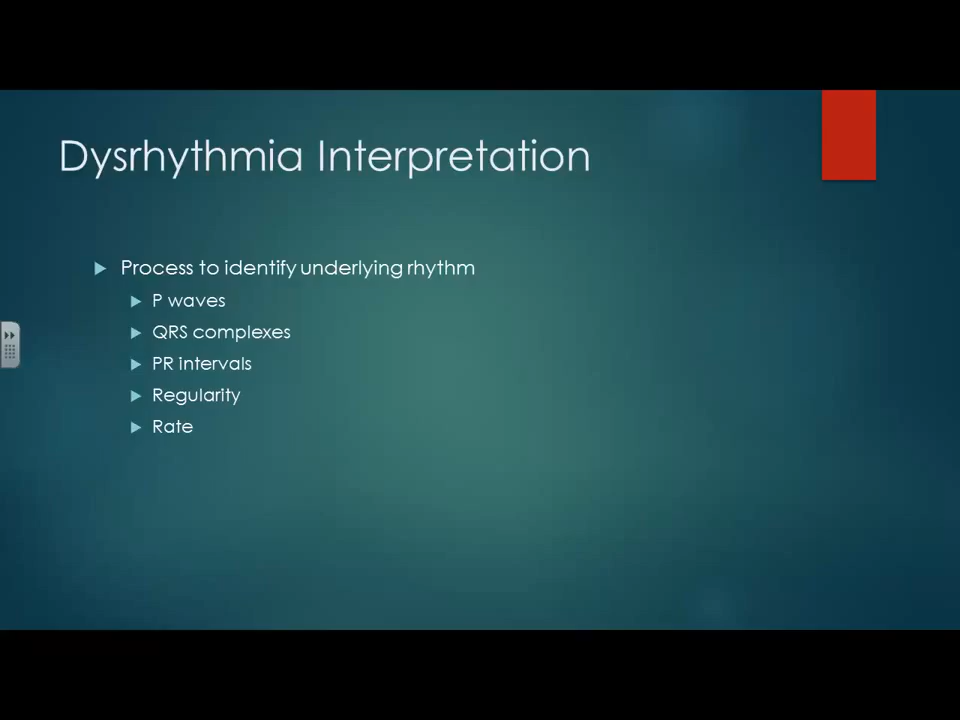 Dysrhythmia Interpretation
Process to identify underlying rhythm
P waves
QRS complexes
PR intervals
Regularity
Rate